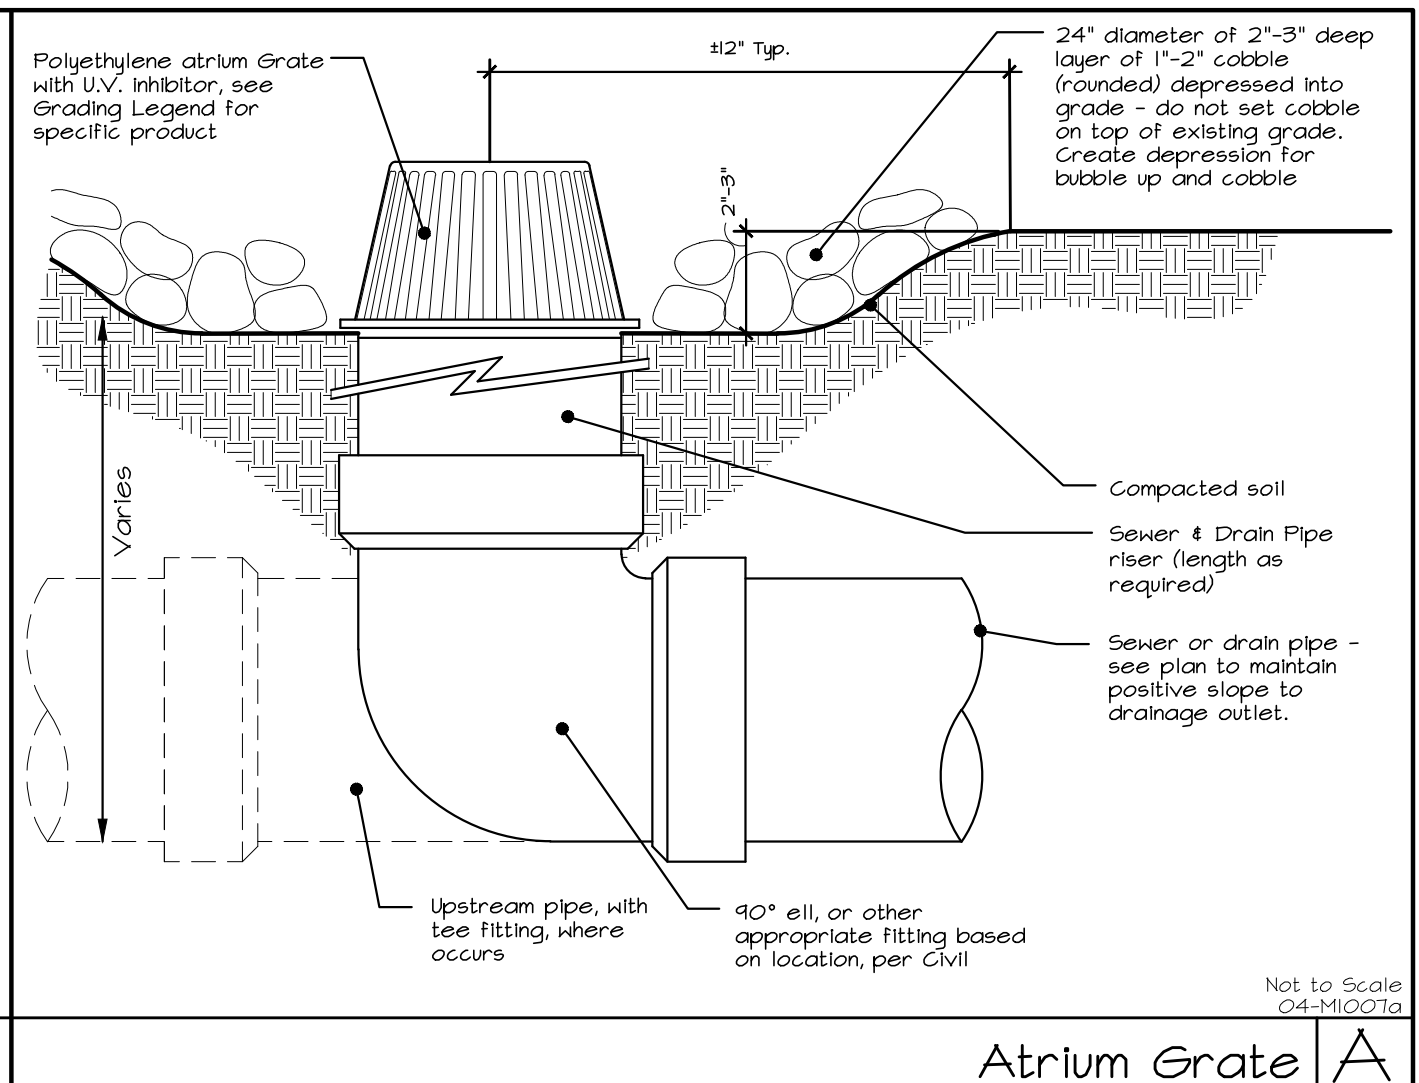 Polyethylene atrium Grate
with U.V. inhibitor, see
Grading Legend for
specific product
±12" Typ.
24" diameter of 2"-3" deep
layer of 1"-2" cobble
(rounded) depressed into
grade - do not set cobble
on top of existing grade.
Create depression for
bubble up and cobble
2"-3"
Varies
Compacted soil
Sewer & Drain Pipe
riser (length as
required)
Sewer or drain pipe -
see plan to maintain
positive slope to
drainage outlet.
Upstream pipe, with
tee fitting, where
occurs
90° ell, or other
appropriate fitting based
on location, per Civil
Not to Scale
04-M1007a
Atrium Grate
A